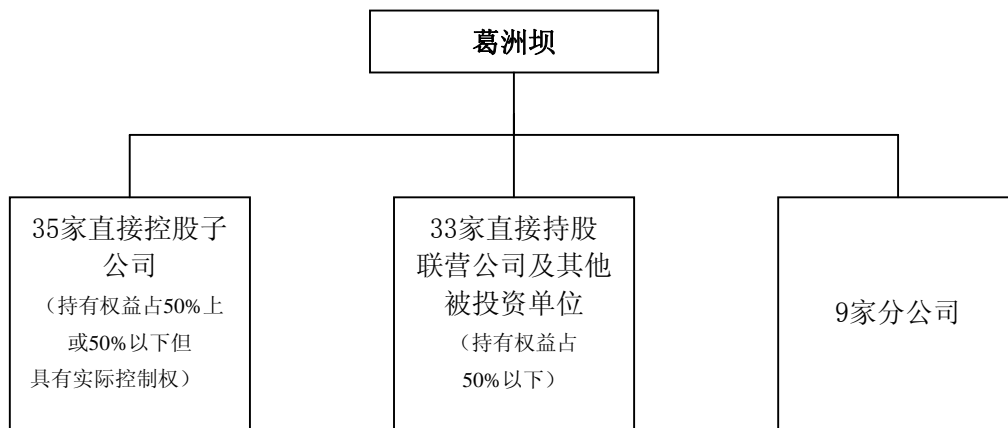 葛洲坝
35家直接控股子
公司
（持有权益占50%上
或50%以下但
具有实际控制权）
33家直接持股
联营公司及其他
被投资单位
（持有权益占
50%以下）
9家分公司